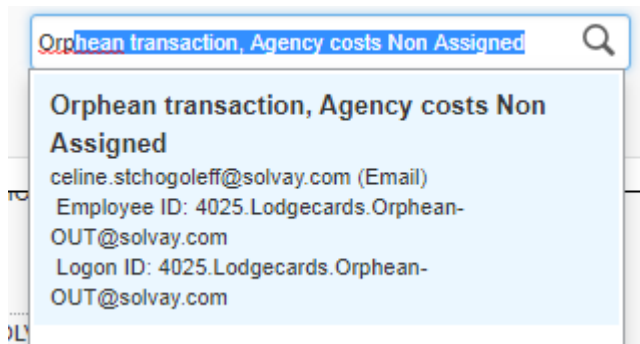 Orphean transaction, Agency costs Non Assigned
Orphean transaction, Agency costs Non
Assigned
celine.stchogoleff@solvay.com (Email)
Employee ID: 4025.Lodgecards.Orphean-
OUT@solvay.com
Logon ID: 4025.Lodgecards.Orphean-
OUT@solvay.com